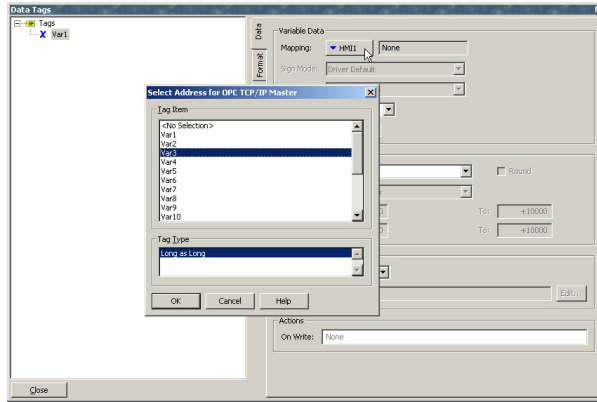 Data Tags
Tags
Var1
Data
Format
Variable Data
Mapping: HMI1 None
Sign Mode: Driver Default
Select Address for OPC TCP/IP Master
Tag Item
<No Selection>
Var1
Var2
Var3
Var4
Var5
Var6
Var7
Var8
Var9
Var10
Tag Type
Long as Long
OK Cancel Help
Round
To: +10000
To: +10000
Edit...
Actions
On Write: None
Close